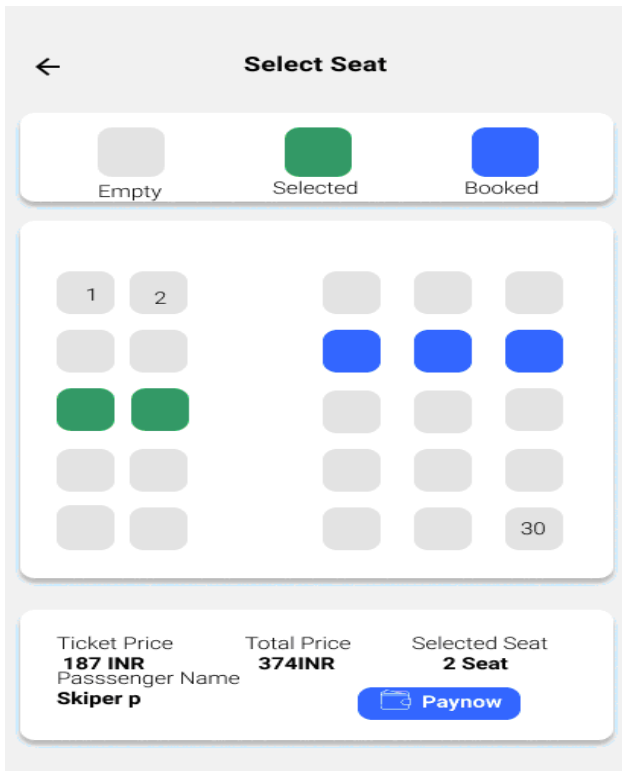 Select Seat
Empty Selected Booked
1 2
30
Ticket Price Total Price Selected Seat
187 INR 374INR 2 Seat
Passsenger Name
Skiper p Paynow